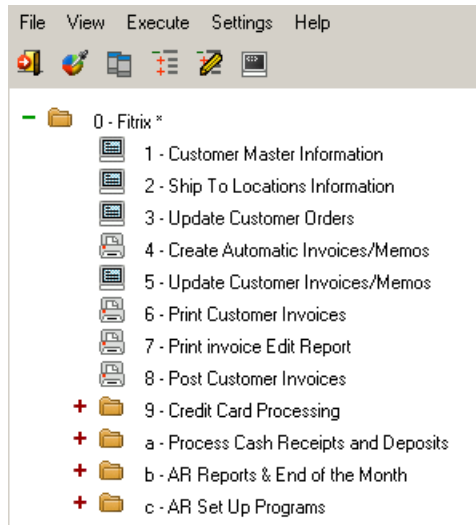 File View Execute Settings Help
0 - Fitrix *
1 - Customer Master Information
2 - Ship To Locations Information
3 - Update Customer Orders
4 - Create Automatic Invoices/Memos
5 - Update Customer Invoices/Memos
6 - Print Customer Invoices
7 - Print invoice Edit Report
8 - Post Customer Invoices
9 - Credit Card Processing
a - Process Cash Receipts and Deposits
b - AR Reports & End of the Month
c - AR Set Up Programs